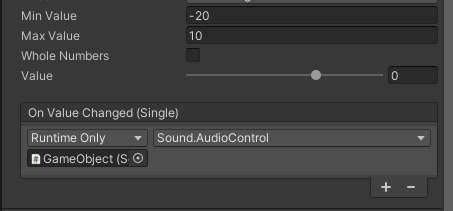 Min Value -20
Max Value 10
Whole Numbers
Value 0
On Value Changed (Single)
Runtime Only Sound.AudioControl
GameObject (S
+ −